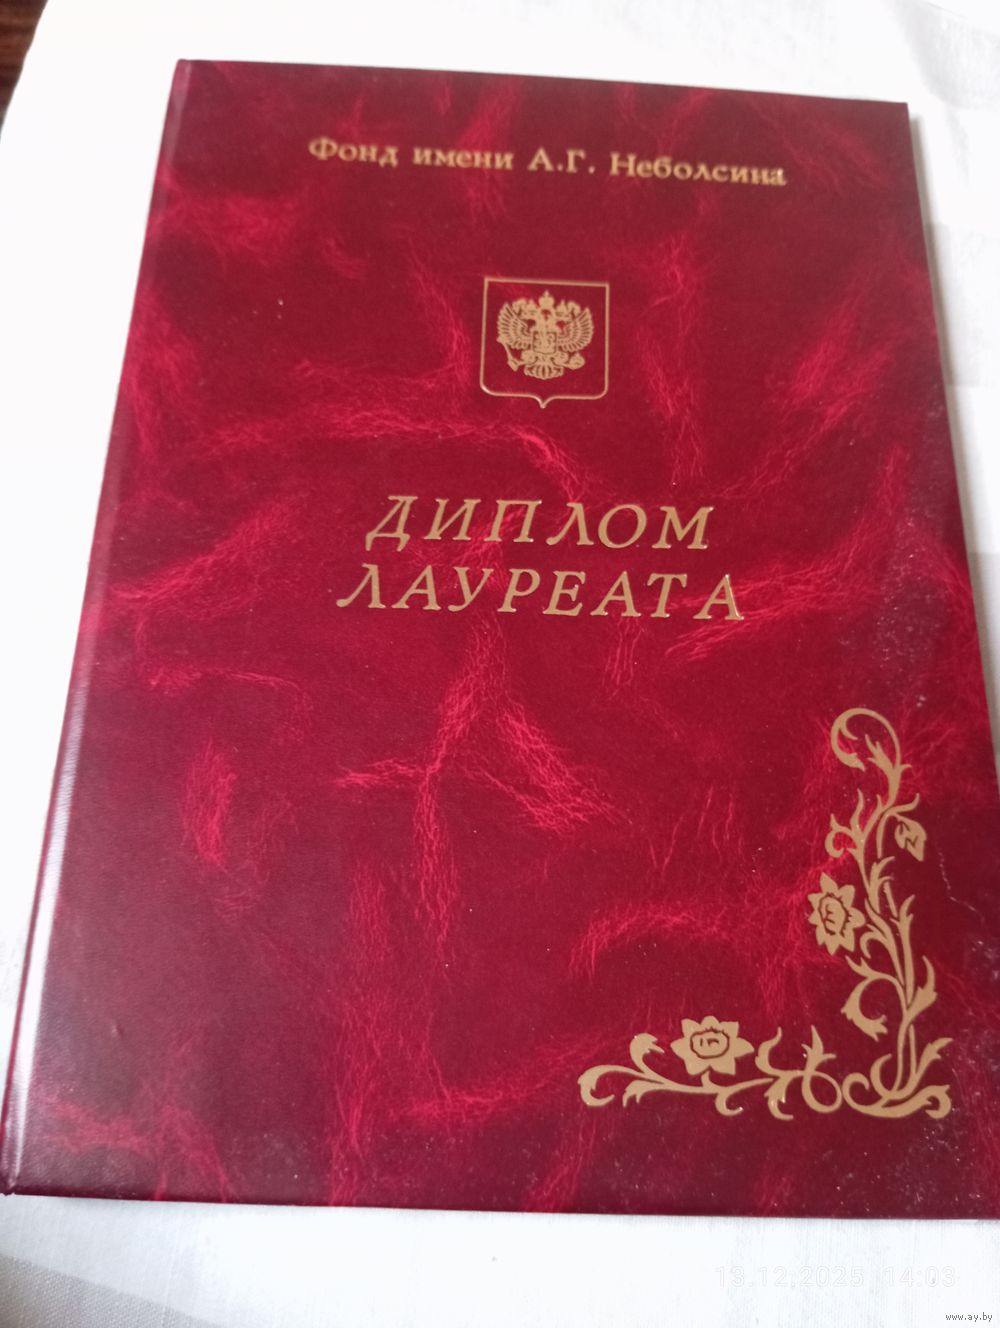 Фонд имени А.Г. Неболсина
ДИПЛОМ
ЛАУРЕАТА
13.12.2025 14:03
www.ay.by